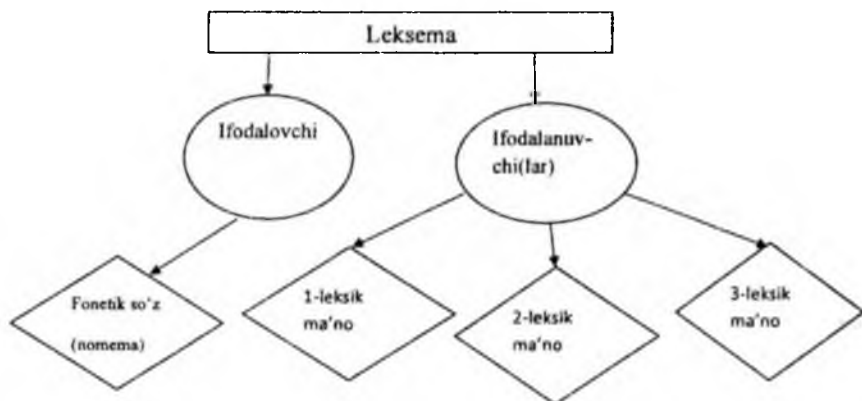 Leksema
Ifodalovchi
Ifodalanuv-
chi(lar)
Fonetik so‘z
(nomema)
1-leksik
ma’no
2-leksik
ma’no
3-leksik
ma’no